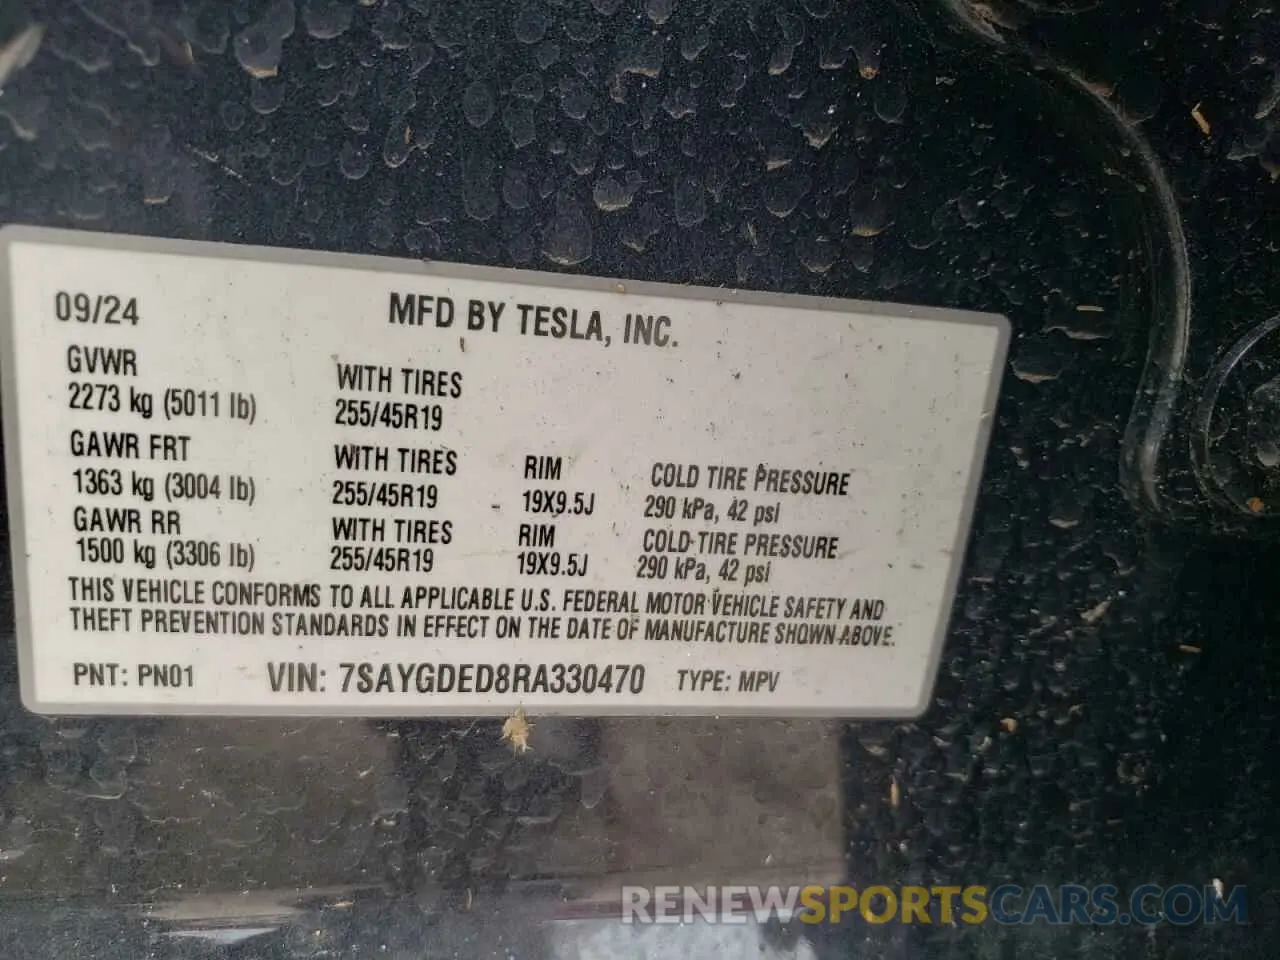 09/24 MFD BY TESLA, INC.
GVWR
2273 kg (5011 lb) WITH TIRES
255/45R19
GAWR FRT WITH TIRES RIM COLD TIRE PRESSURE
1363 kg (3004 lb) 255/45R19 19X9.5J 290 kPa, 42 psi
GAWR RR WITH TIRES RIM COLD TIRE PRESSURE
1500 kg (3306 lb) 255/45R19 19X9.5J 290 kPa, 42 psi
THIS VEHICLE CONFORMS TO ALL APPLICABLE U.S. FEDERAL MOTOR VEHICLE SAFETY AND
THEFT PREVENTION STANDARDS IN EFFECT ON THE DATE OF MANUFACTURE SHOWN ABOVE.
PNT: PN01 VIN: 7SAYGDED8RA330470 TYPE: MPV
RENEWSPORTSCARS.COM